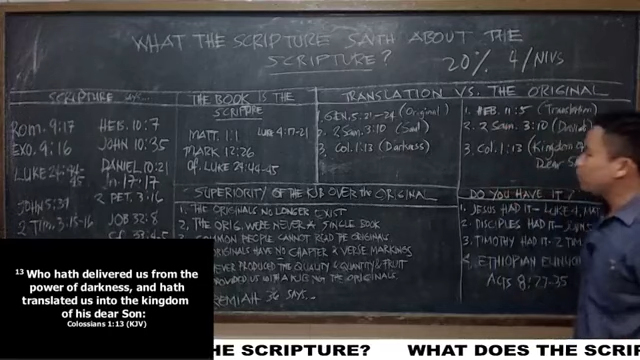 WHAT THE SCRIPTURE SAITH ABOUT THE
SCRIPTURE?
20% 4/NIVS
SCRIPTURE
ROM. 9:17
EXO. 9:16
JOHN 5:39
2 TIM. 3:15-16
HEB. 10:7
JOHN 10:35
DANIEL 10:21
Jn. 17:17
2 PET. 3:16
JOB 32:8
THE BOOK IS THE
SCRIPTURE
MATT. 1:1
LUKE 4:17-21
MARK 12:26
Cf. LUKE 24:44-45
TRANSLATION VS. THE ORIGINAL
1. GEN. 5:21-24 (Original)
2. 2 Sam. 3:10 (Saul)
3. Col. 1:13 (Darkness)
1. HEB. 11:5 (Translation)
2. 2 Sam. 3:10 (David)
3. Col. 1:13 (Kingdom of
Dear Son
SUPERIORITY OF THE KJB OVER THE ORIGINAL
1. THE ORIGINALS NO LONGER EXIST
2. THE ORIG. WERE NEVER A SINGLE BOOK
COMMON PEOPLE CANNOT READ THE ORIGINALS
ORIGINALS HAVE NO CHAPTER & VERSE MARKINGS
PRODUCED THE QUALITY & QUANTITY FRUIT
US WITH A KJB NOT THE ORIGINALS
36 SAYS...
DO YOU HAVE IT?
1. JESUS HAD IT - LUKE 4, MAT
2. DISCIPLES HAD IT - JOHN
3. TIMOTHY HAD IT - 2 TIM
4. ETHIOPIAN EUNUCH
ACTS 8:27-35
13 Who hath delivered us from the
power of darkness, and hath
translated us into the kingdom
of his dear Son:
Colossians 1:13 (KJV)
HE SCRIPTURE? WHAT DOES THE SCRIP